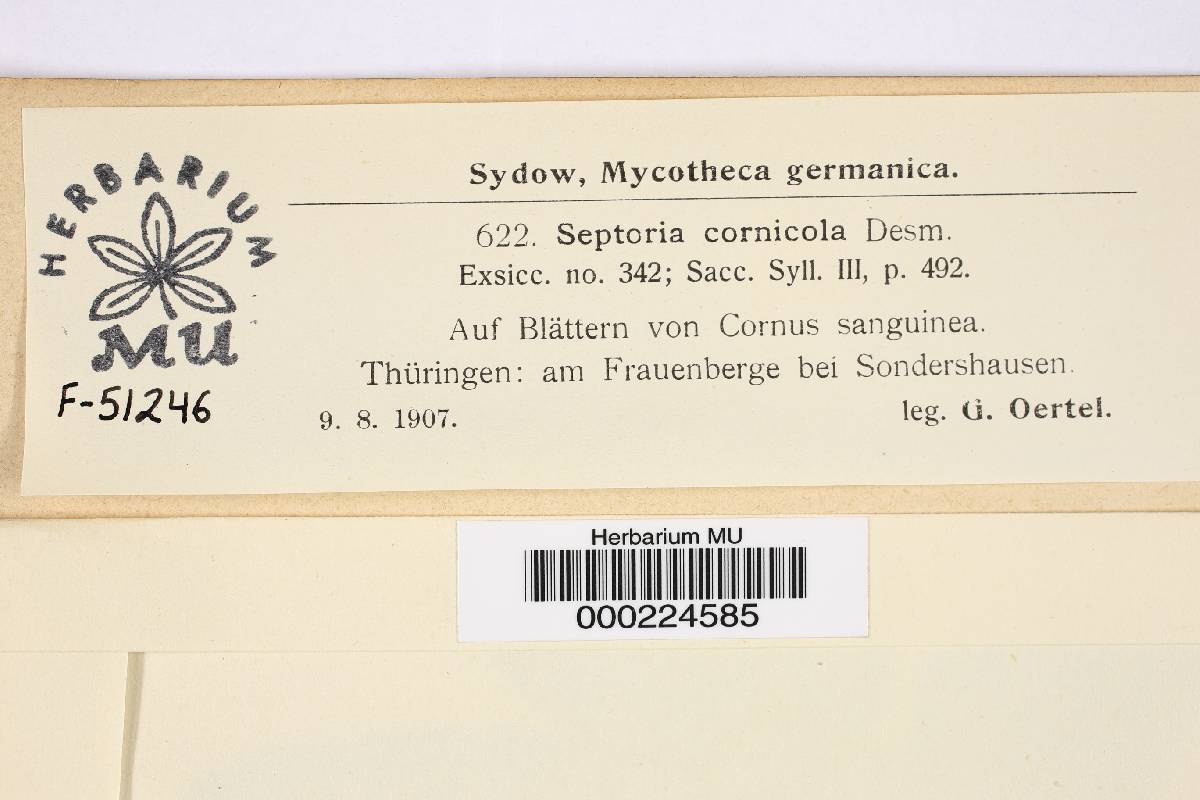 HERBARIUM
MU
F-51246
Sydow, Mycotheca germanica.
622. Septoria cornicola Desm.
Exsicc. no. 342; Sacc. Syll. III, p. 492.
Auf Blättern von Cornus sanguinea.
Thüringen: am Frauenberge bei Sondershausen.
9. 8. 1907. leg. G. Oertel.
Herbarium MU
000224585